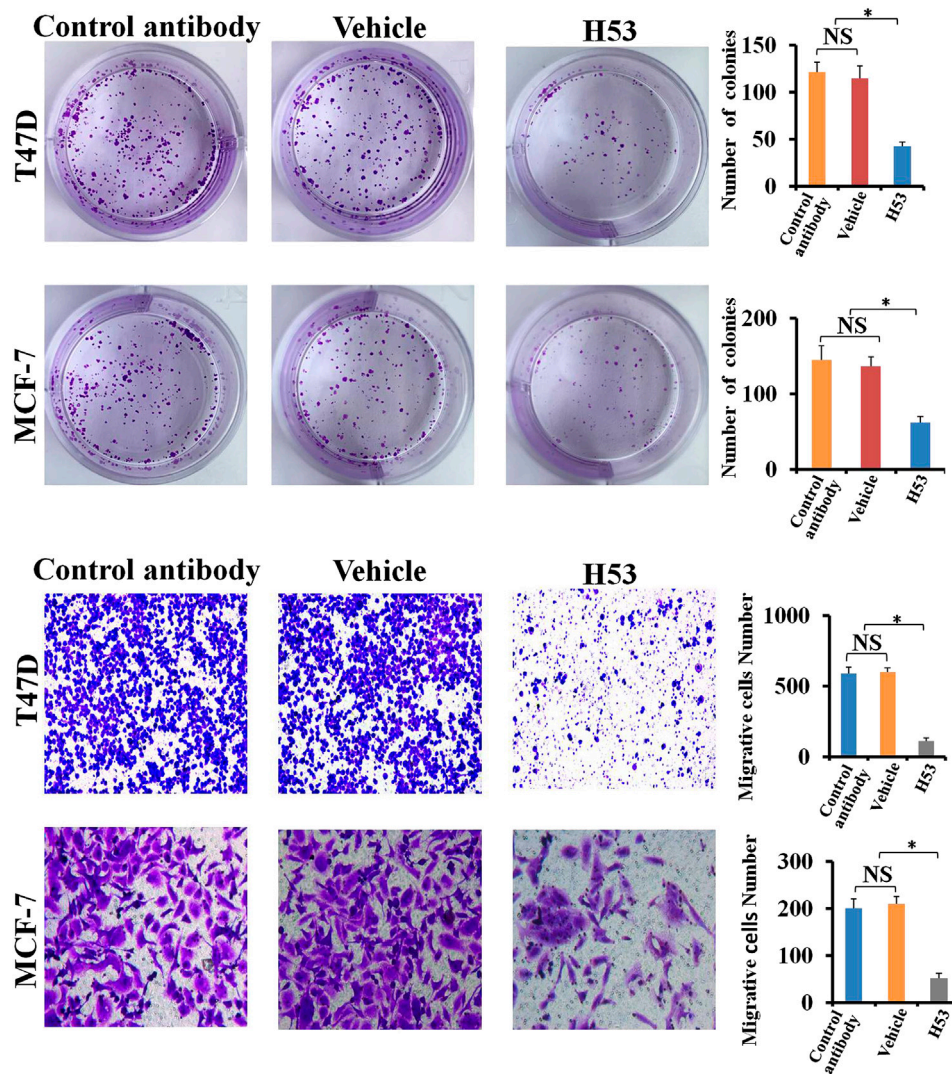 Control antibody
Vehicle
H53
T47D
Number of colonies
150
100
50
0
NS
*
Control
antibody
Vehicle
H53
MCF-7
Number of colonies
200
100
0
NS
*
Control
antibody
Vehicle
H53
Control antibody
Vehicle
H53
T47D
Migrative cells Number
1000
500
0
NS
*
Control
antibody
Vehicle
H53
MCF-7
Migrative cells Number
300
200
100
0
NS
*
Control
antibody
Vehicle
H53